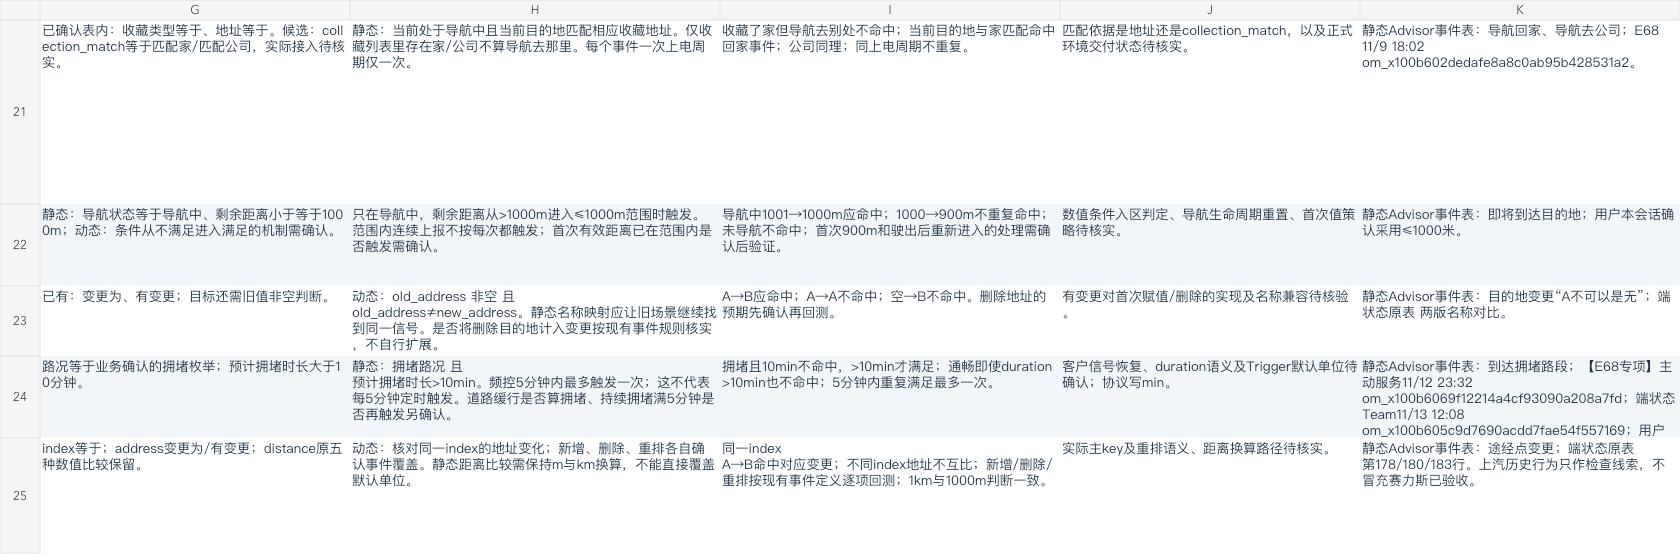 G H I J K
21
已确认表内：收藏类型等于、地址等于。候选：coll
ection_match等于匹配家/匹配公司，实际接入待核
实。
静态：当前处于导航中且当前目的地匹配相应收藏地址。仅收
藏列表里存在家/公司不算导航去那里。每个事件一次上电周
期仅一次。
收藏了家但导航去别处不命中；当前目的地与家匹配命中
回家事件；公司同理；同上电周期不重复。
匹配依据是地址还是collection_match，以及正式
环境交付状态待核实。
静态Advisor事件表：导航回家、导航去公司；E68
11/9 18:02
om_x100b602dedafe8a8c0ab95b428531a2。
22
静态：导航状态等于导航中、剩余距离小于等于100
0m；动态：条件从不满足进入满足的机制需确认。
只在导航中，剩余距离从>1000m进入≤1000m范围时触发。
范围内连续上报不按每次都触发；首次有效距离已在范围内是
否触发需确认。
导航中1001→1000m应命中；1000→900m不重复命中；
未导航不命中；首次900m和驶出后重新进入的处理需确
认后验证。
数值条件入区判定、导航生命周期重置、首次值策
略待核实。
静态Advisor事件表：即将到达目的地；用户本会话确
认采用≤1000米。
23
已有：变更为、有变更；目标还需旧值非空判断。
动态：old_address 非空 且
old_address≠new_address。静态名称映射应让旧场景继续找
到同一信号。是否将删除目的地计入变更按现有事件规则核实
，不自行扩展。
A→B应命中；A→A不命中；空→B不命中。删除地址的
预期先确认再回测。
有变更对首次赋值/删除的实现及名称兼容待核验
。
静态Advisor事件表：目的地变更“A不可以是无”；端
状态原表 两版名称对比。
24
路况等于业务确认的拥堵枚举；预计拥堵时长大于1
0分钟。
静态：拥堵路况 且
预计拥堵时长>10min。频控5分钟内最多触发一次；这不代表
每5分钟定时触发。道路缓行是否算拥堵、持续拥堵满5分钟是
否再触发另确认。
拥堵且10min不命中，>10min才满足；通畅即使duration
>10min也不命中；5分钟内重复满足最多一次。
客户信号恢复、duration语义及Trigger默认单位待
确认；协议写min。
静态Advisor事件表：到达拥堵路段；【E68专项】主
动服务11/12 23:32
om_x100b6069f12214a4cf93090a208a7fd；端状态
Team11/13 12:08
om_x100b605c9d7690acdd7fae54f557169；用户
25
index等于；address变更为/有变更；distance原五
种数值比较保留。
动态：核对同一index的地址变化；新增、删除、重排各自确
认事件覆盖。静态距离比较需保持m与km换算，不能直接覆盖
默认单位。
同一index
A→B命中对应变更；不同index地址不互比；新增/删除/
重排按现有事件定义逐项回测；1km与1000m判断一致。
实际主key及重排语义、距离换算路径待核实。
静态Advisor事件表：途经点变更；端状态原表
第178/180/183行。上汽历史行为只作检查线索，不
冒充赛力斯已验收。